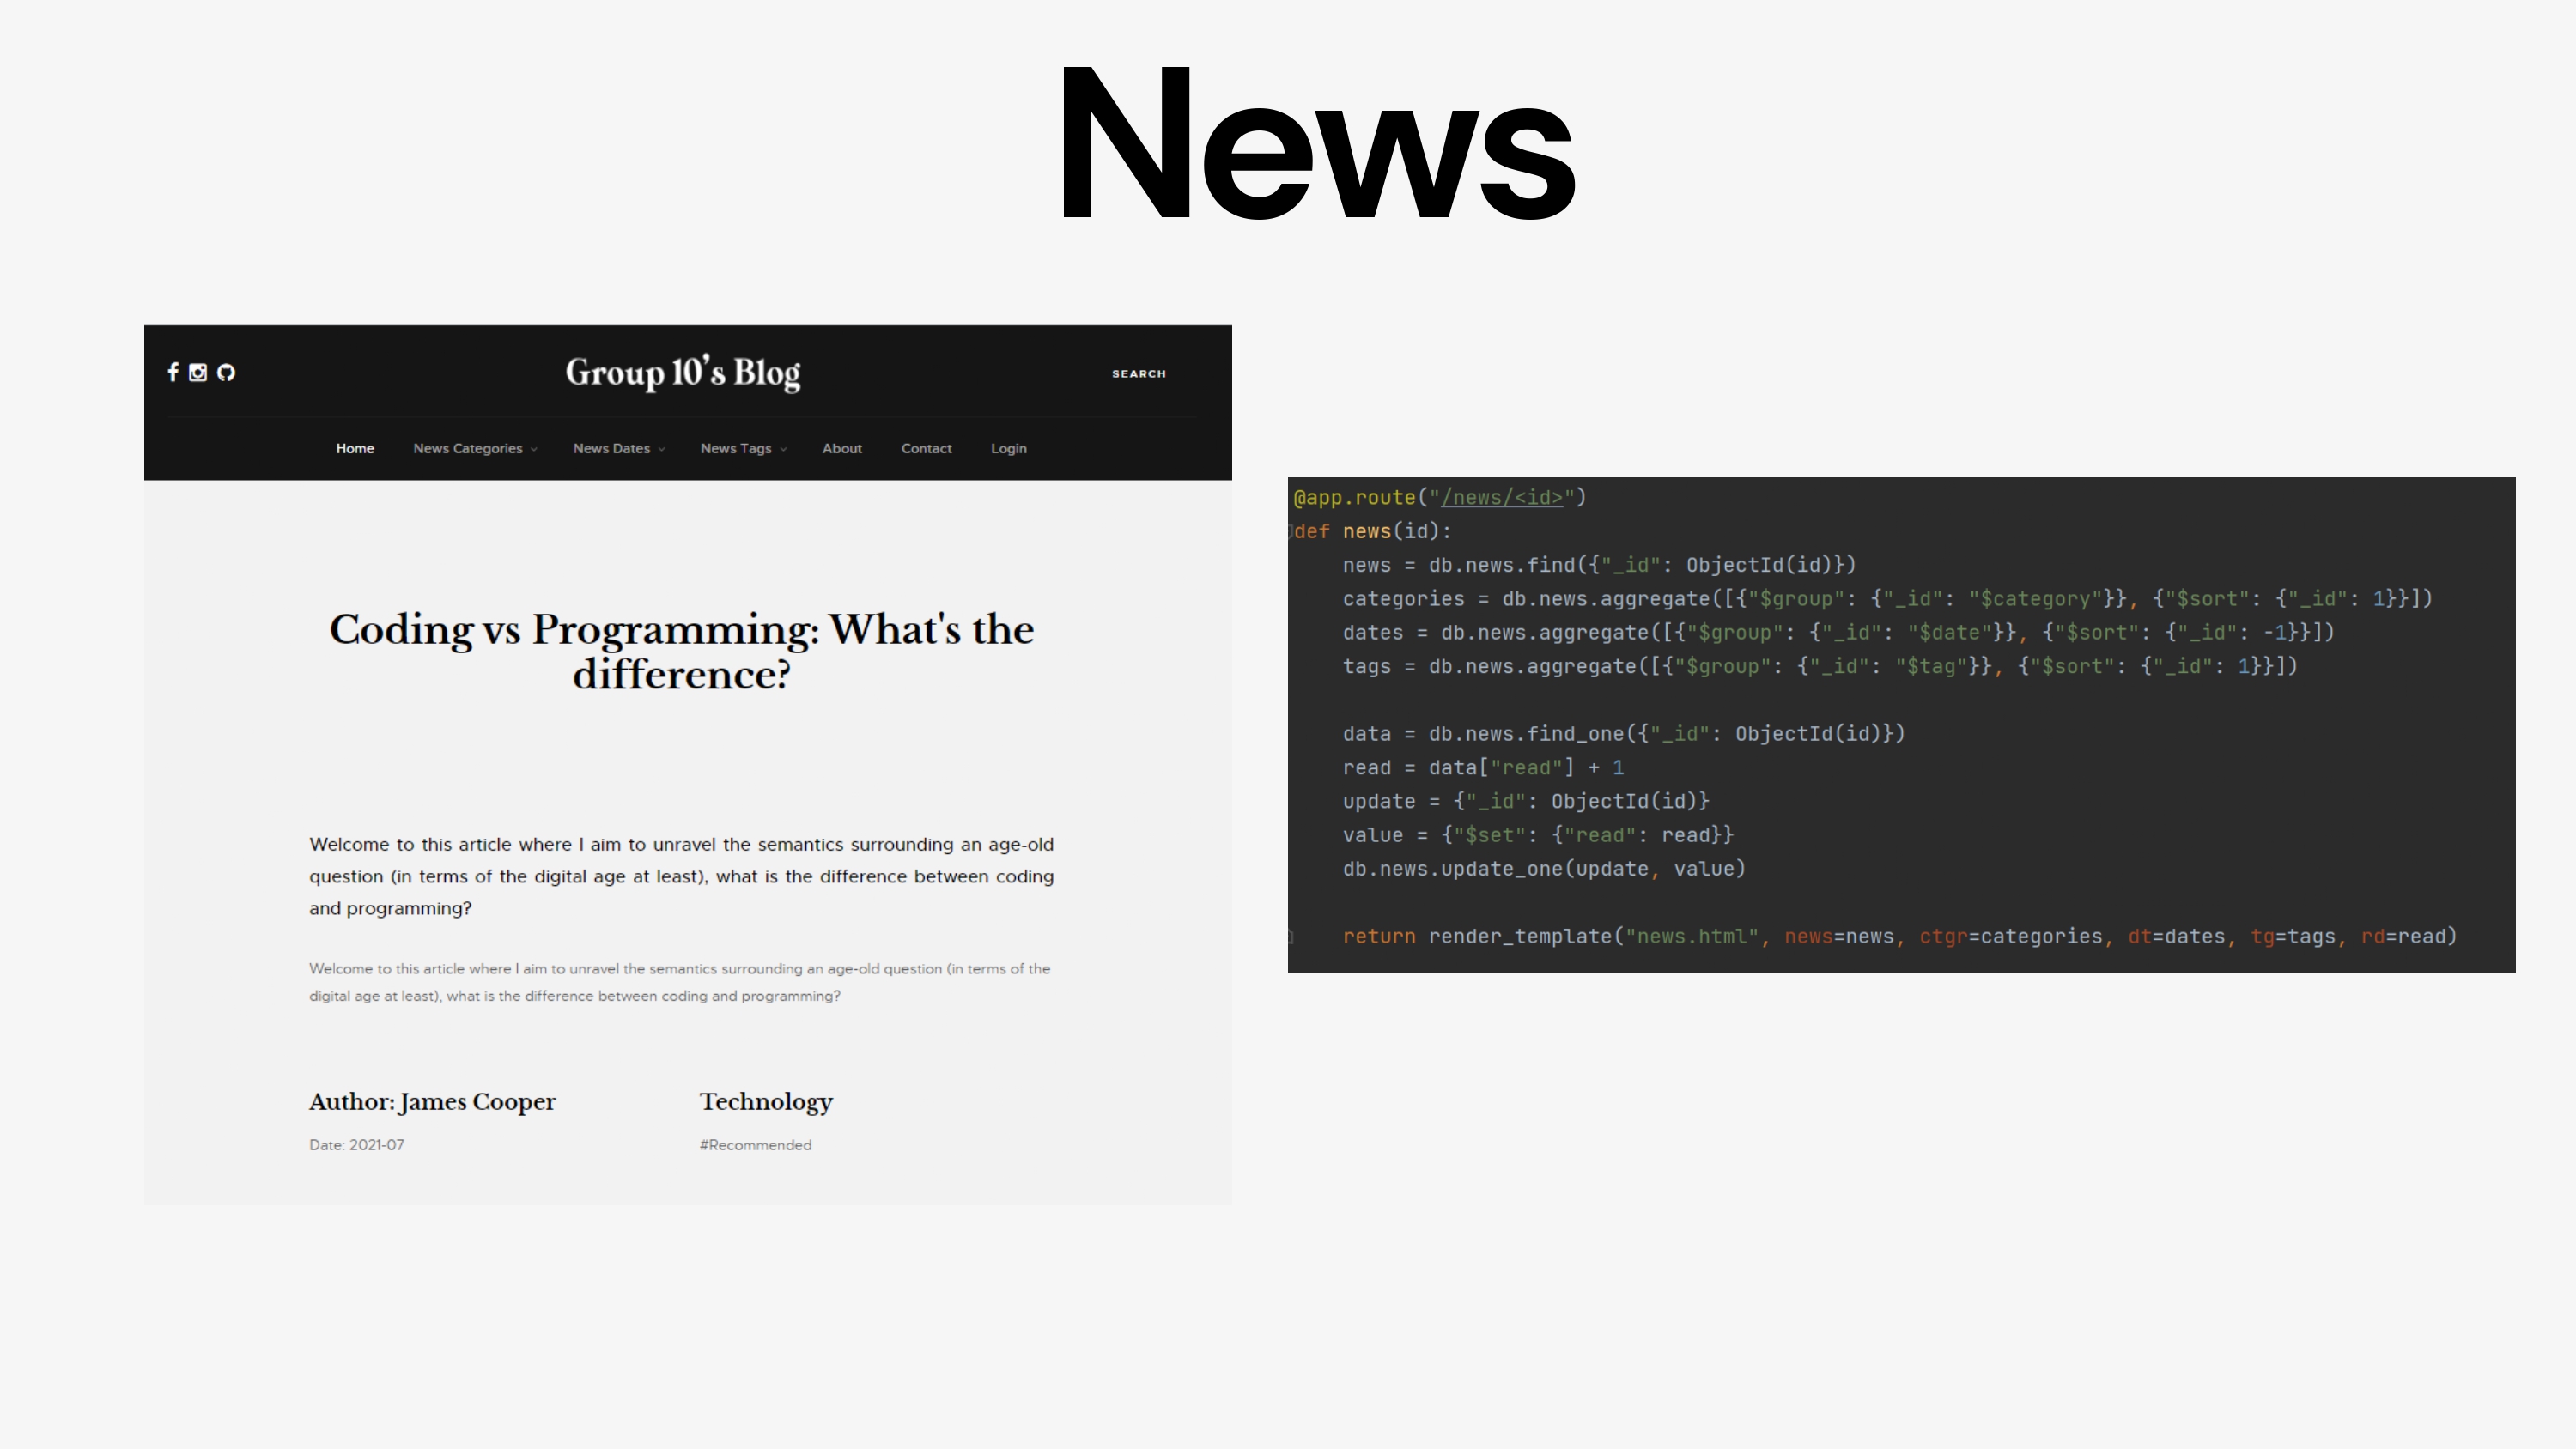 News
Group 10's Blog
SEARCH
Home News Categories News Dates News Tags About Contact Login
Coding vs Programming: What's the
difference?
Welcome to this article where I aim to unravel the semantics surrounding an age-old
question (in terms of the digital age at least), what is the difference between coding
and programming?
Welcome to this article where I aim to unravel the semantics surrounding an age-old question (in terms of the
digital age at least), what is the difference between coding and programming?
Author: James Cooper
Date: 2021-07
Technology
#Recommended
@app.route("/news/<id>")
def news(id):
    news = db.news.find({"_id": ObjectId(id)})
    categories = db.news.aggregate([{"$group": {"_id": "$category"}}, {"$sort": {"_id": 1}}])
    dates = db.news.aggregate([{"$group": {"_id": "$date"}}, {"$sort": {"_id": -1}}])
    tags = db.news.aggregate([{"$group": {"_id": "$tag"}}, {"$sort": {"_id": 1}}])
    data = db.news.find_one({"_id": ObjectId(id)})
    read = data["read"] + 1
    update = {"_id": ObjectId(id)}
    value = {"$set": {"read": read}}
    db.news.update_one(update, value)
    return render_template("news.html", news=news, ctgr=categories, dt=dates, tg=tags, rd=read)